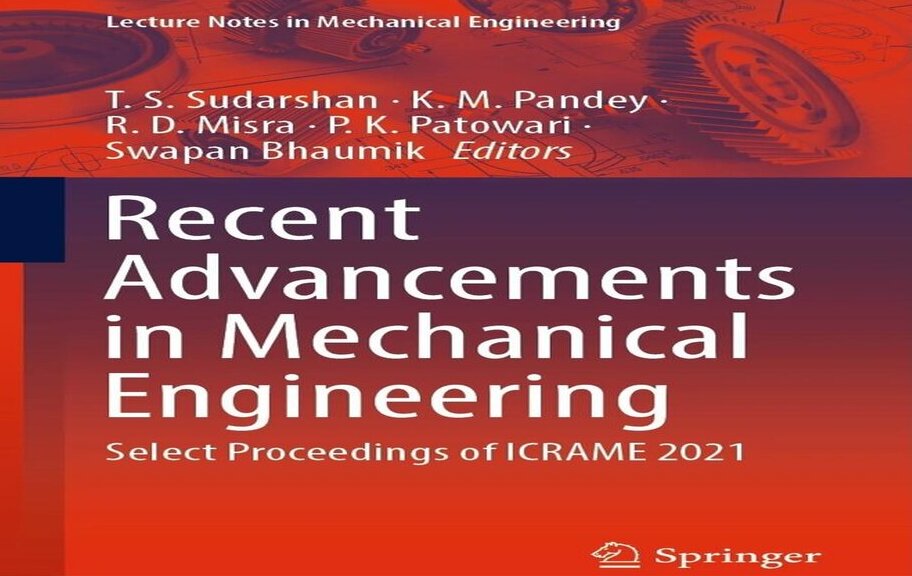 Lecture Notes in Mechanical Engineering
T. S. Sudarshan · K. M. Pandey ·
R. D. Misra · P. K. Patowari ·
Swapan Bhaumik Editors
Recent
Advancements
in Mechanical
Engineering
Select Proceedings of ICRAME 2021
Springer